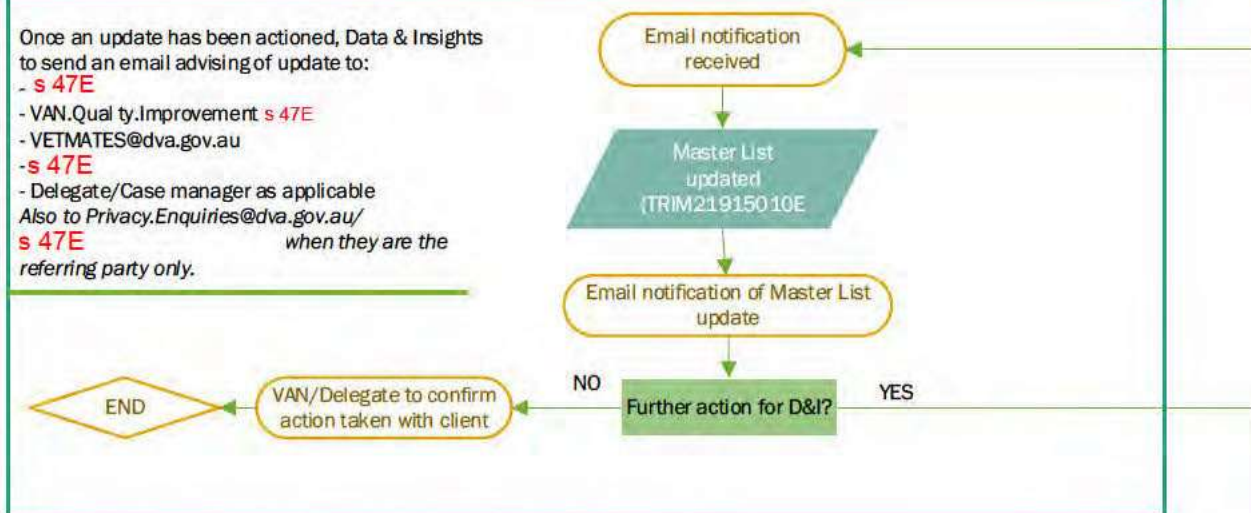 Once an update has been actioned, Data & Insights
to send an email advising of update to:
- s 47E
- VAN.Quality.Improvement s 47E
- VETMATES@dva.gov.au
-s 47E
- Delegate/Case manager as applicable
Also to Privacy.Enquiries@dva.gov.au/
s 47E when they are the
referring party only.
Email notification
received
Master List
updated
(TRIM21915010E
Email notification of Master List
update
Further action for D&I?
NO
YES
VAN/Delegate to confirm
action taken with client
END